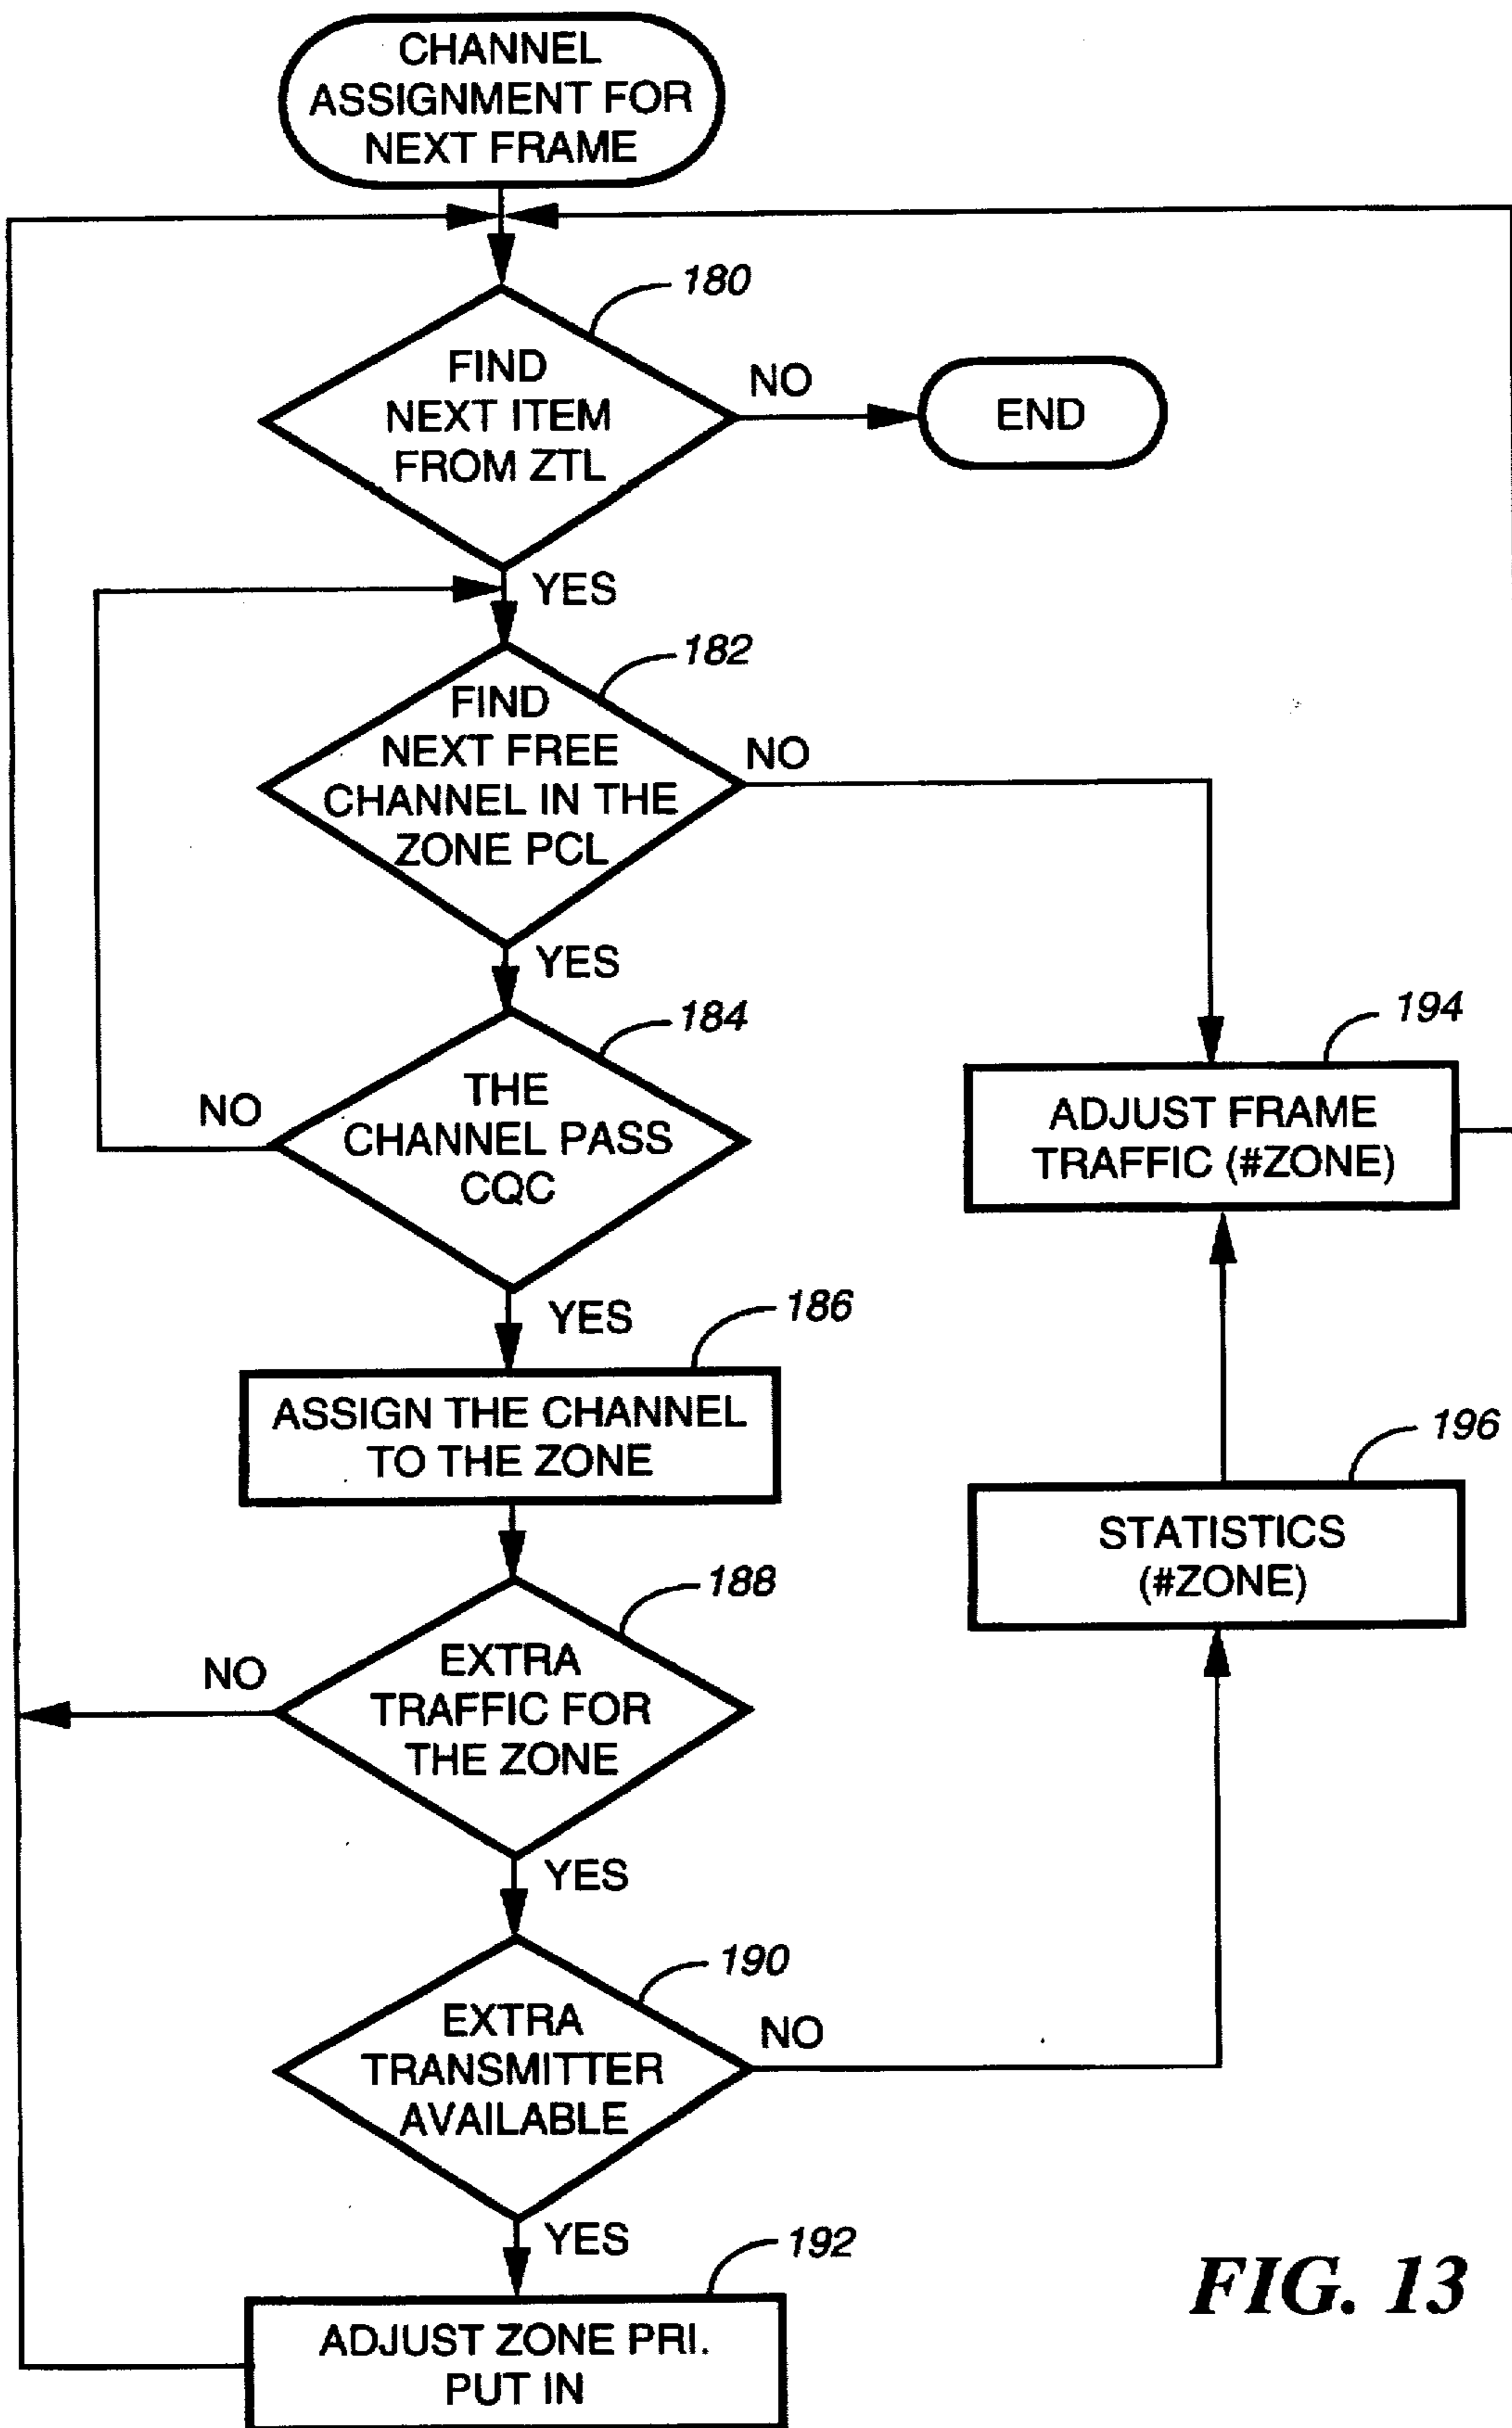 CHANNEL
ASSIGNMENT FOR
NEXT FRAME
180
FIND
NEXT ITEM
FROM ZTL
NO
END
YES
182
FIND
NEXT FREE
CHANNEL IN THE
ZONE PCL
NO
YES
184
THE
CHANNEL PASS
CQC
NO
194
ADJUST FRAME
TRAFFIC (#ZONE)
YES
186
ASSIGN THE CHANNEL
TO THE ZONE
196
STATISTICS
(#ZONE)
188
EXTRA
TRAFFIC FOR
THE ZONE
NO
YES
190
EXTRA
TRANSMITTER
AVAILABLE
NO
YES
192
ADJUST ZONE PRI.
PUT IN
FIG. 13